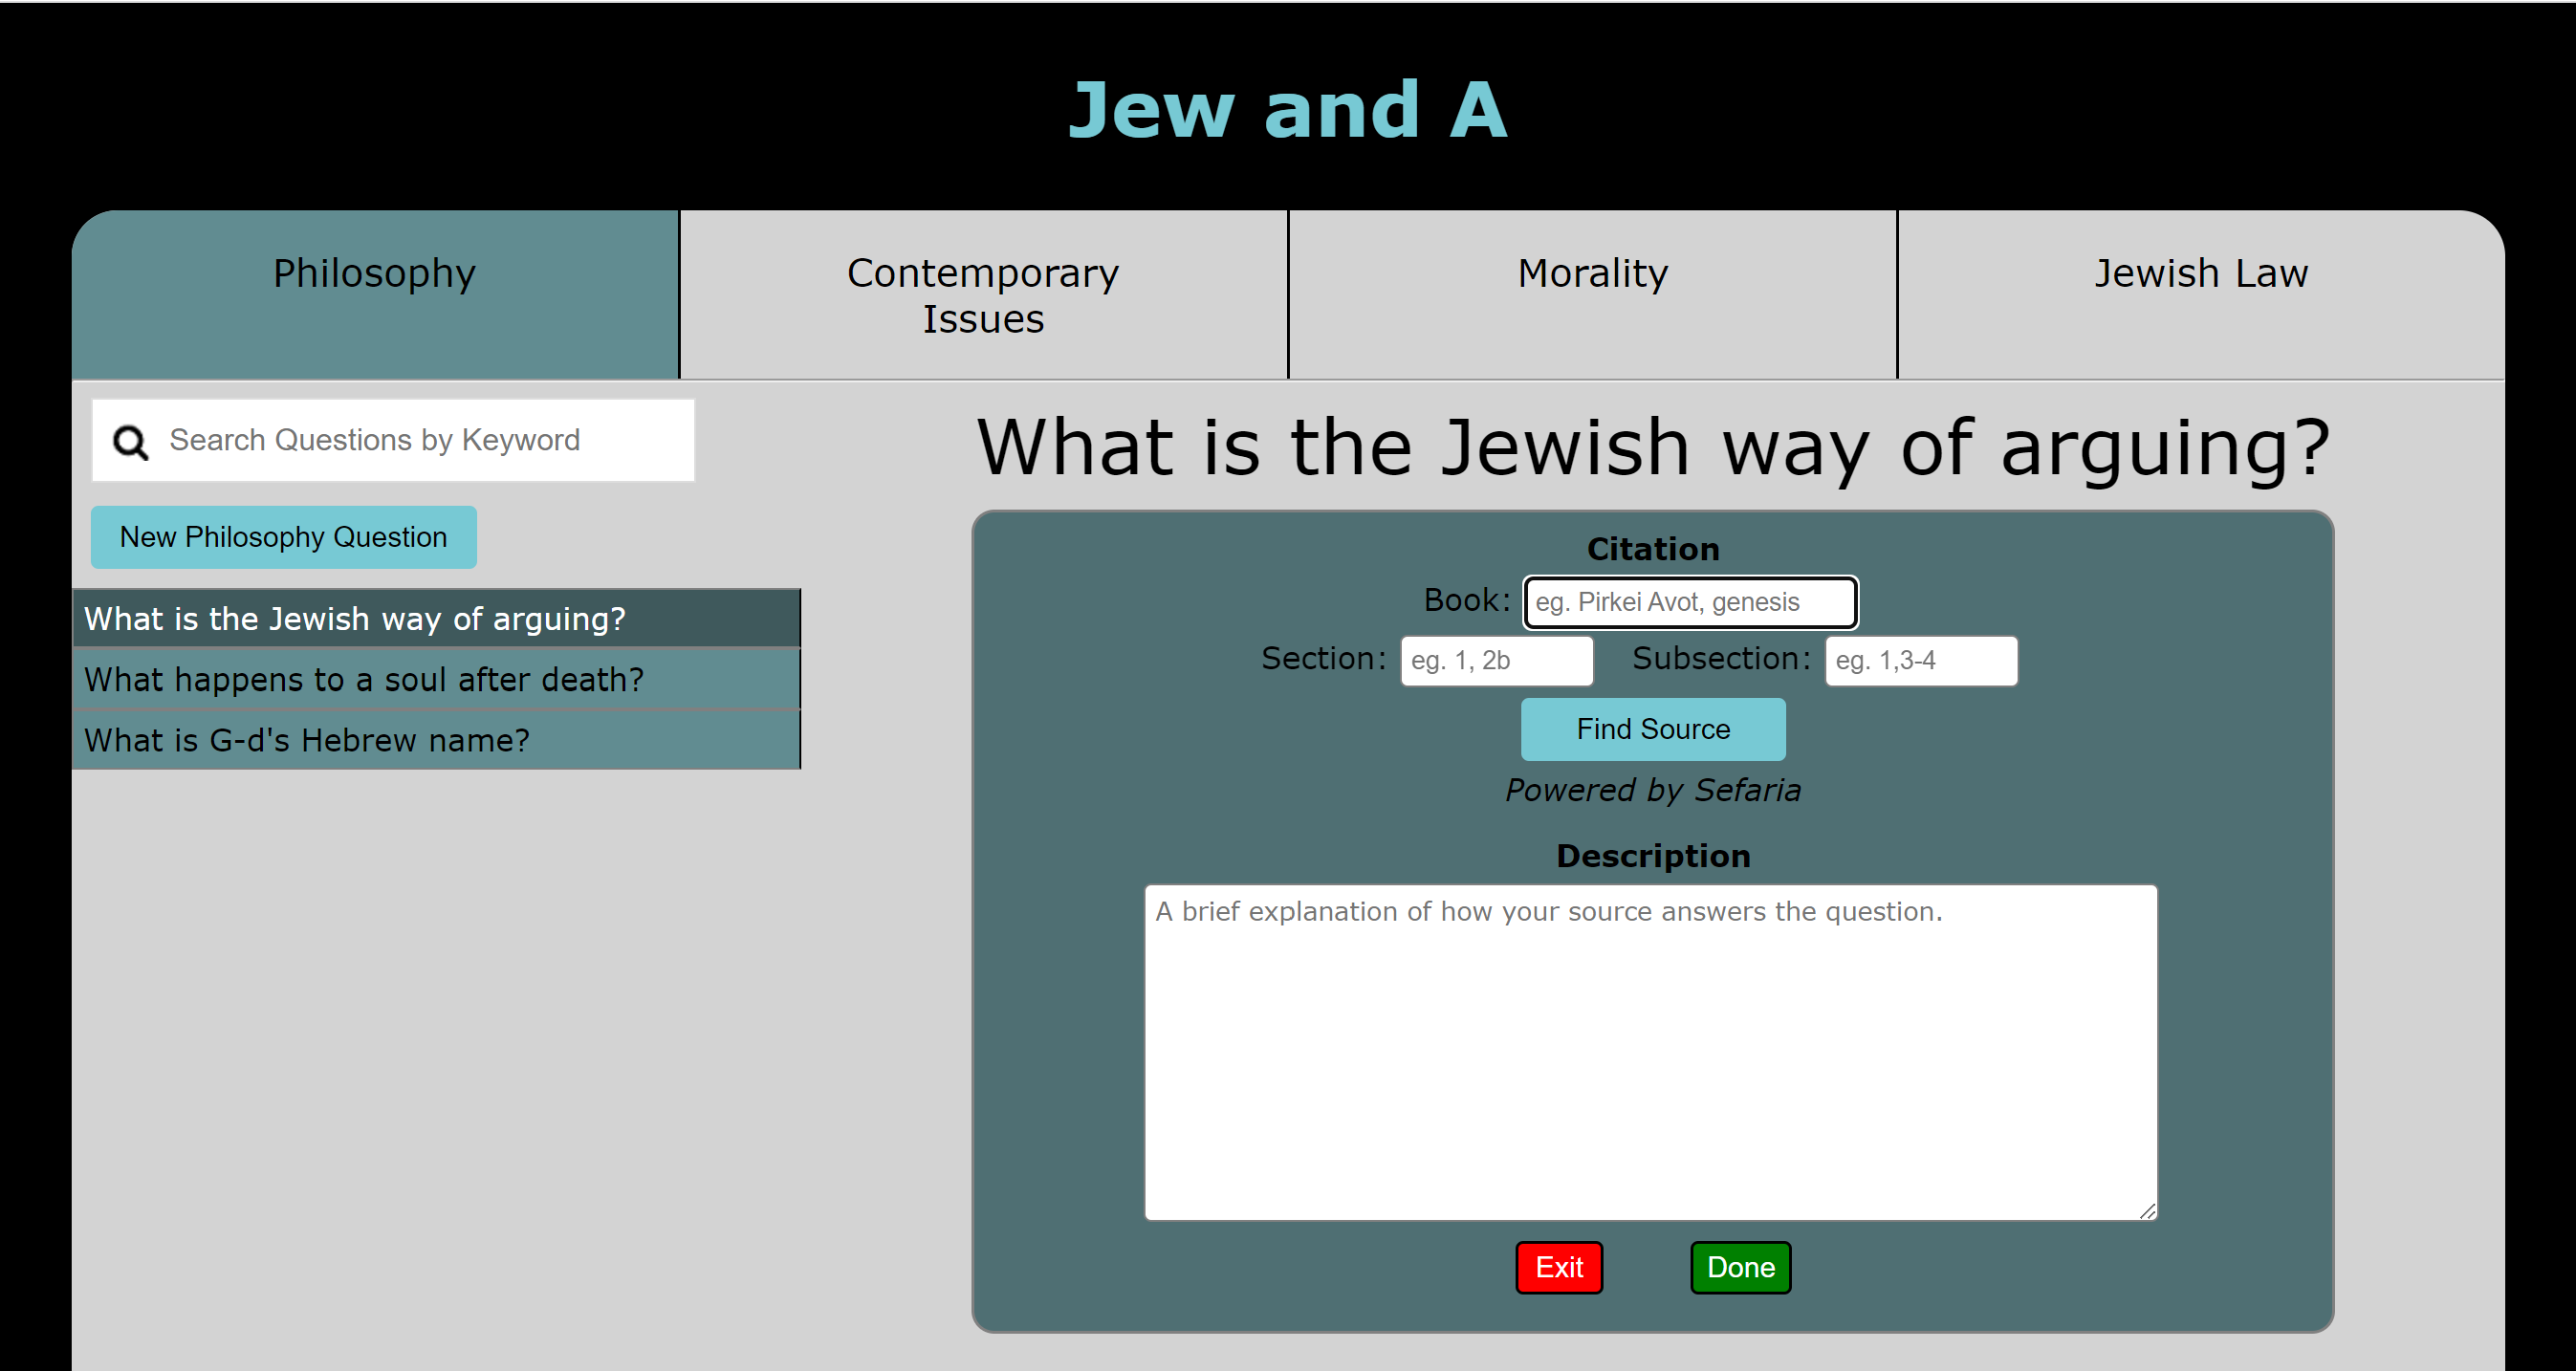 Jew and A
Philosophy
Contemporary
Issues
Morality
Jewish Law
Search Questions by Keyword
New Philosophy Question
What is the Jewish way of arguing?
What happens to a soul after death?
What is G-d's Hebrew name?
What is the Jewish way of arguing?
Citation
Book: eg. Pirkei Avot, genesis
Section: eg. 1, 2b Subsection: eg. 1,3-4
Find Source
Powered by Sefaria
Description
A brief explanation of how your source answers the question.
Exit Done